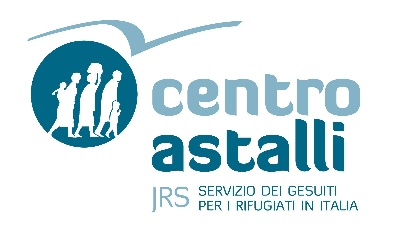 centro
astalli
JRS SERVIZIO DEI GESUITI
PER I RIFUGIATI IN ITALIA